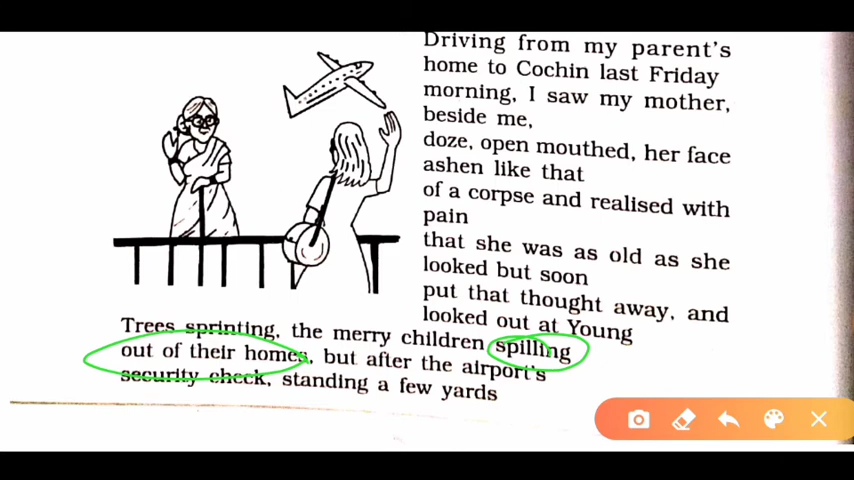 Driving from my parent's
home to Cochin last Friday
morning, I saw my mother,
beside me,
doze, open mouthed, her face
ashen like that
of a corpse and realised with
pain
that she was as old as she
looked but soon
put that thought away, and
looked out at Young
Trees sprinting, the merry children spilling
out of their homes, but after the airport's
security check, standing a few yards